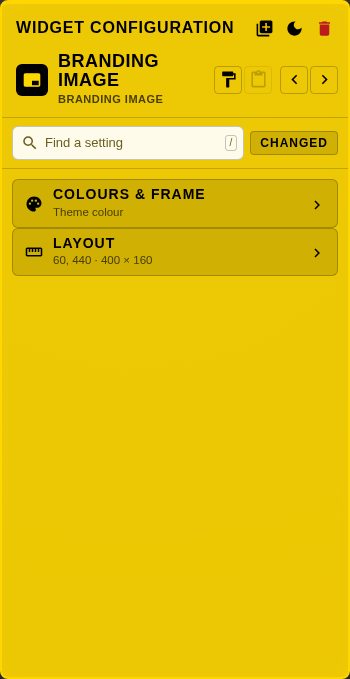 WIDGET CONFIGURATION
BRANDING
IMAGE
BRANDING IMAGE
Find a setting
/
CHANGED
COLOURS & FRAME
Theme colour
LAYOUT
60, 440 · 400 × 160